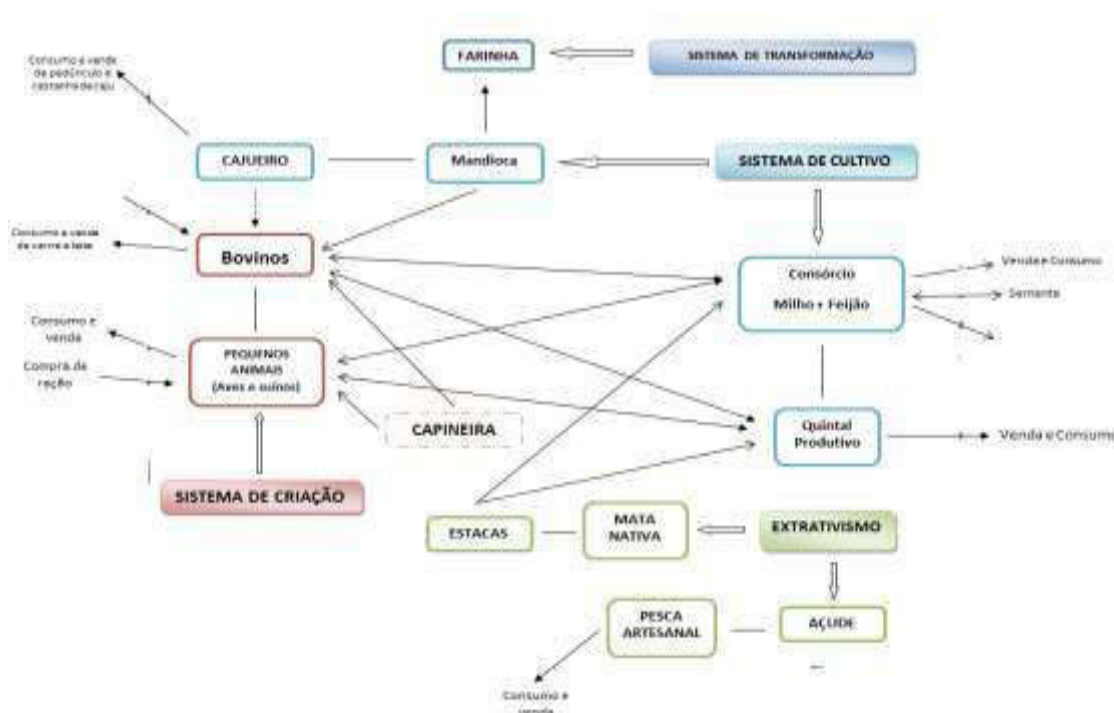 Consumo e venda
de pedúnculo e
castanha de caju
FARINHA
SISTEMA DE TRANSFORMAÇÃO
CAJUEIRO
Mandioca
SISTEMA DE CULTIVO
Consumo e venda
de carne e leite
Bovinos
Consórcio
Milho + Feijão
Venda e Consumo
Semente
Consumo e
venda
Compra de
ração
PEQUENOS
ANIMAIS
(Aves e suínos)
CAPINEIRA
Quintal
Produtivo
Venda e Consumo
SISTEMA DE CRIAÇÃO
ESTACAS
MATA
NATIVA
EXTRATIVISMO
PESCA
ARTESANAL
AÇUDE
Consumo e
venda